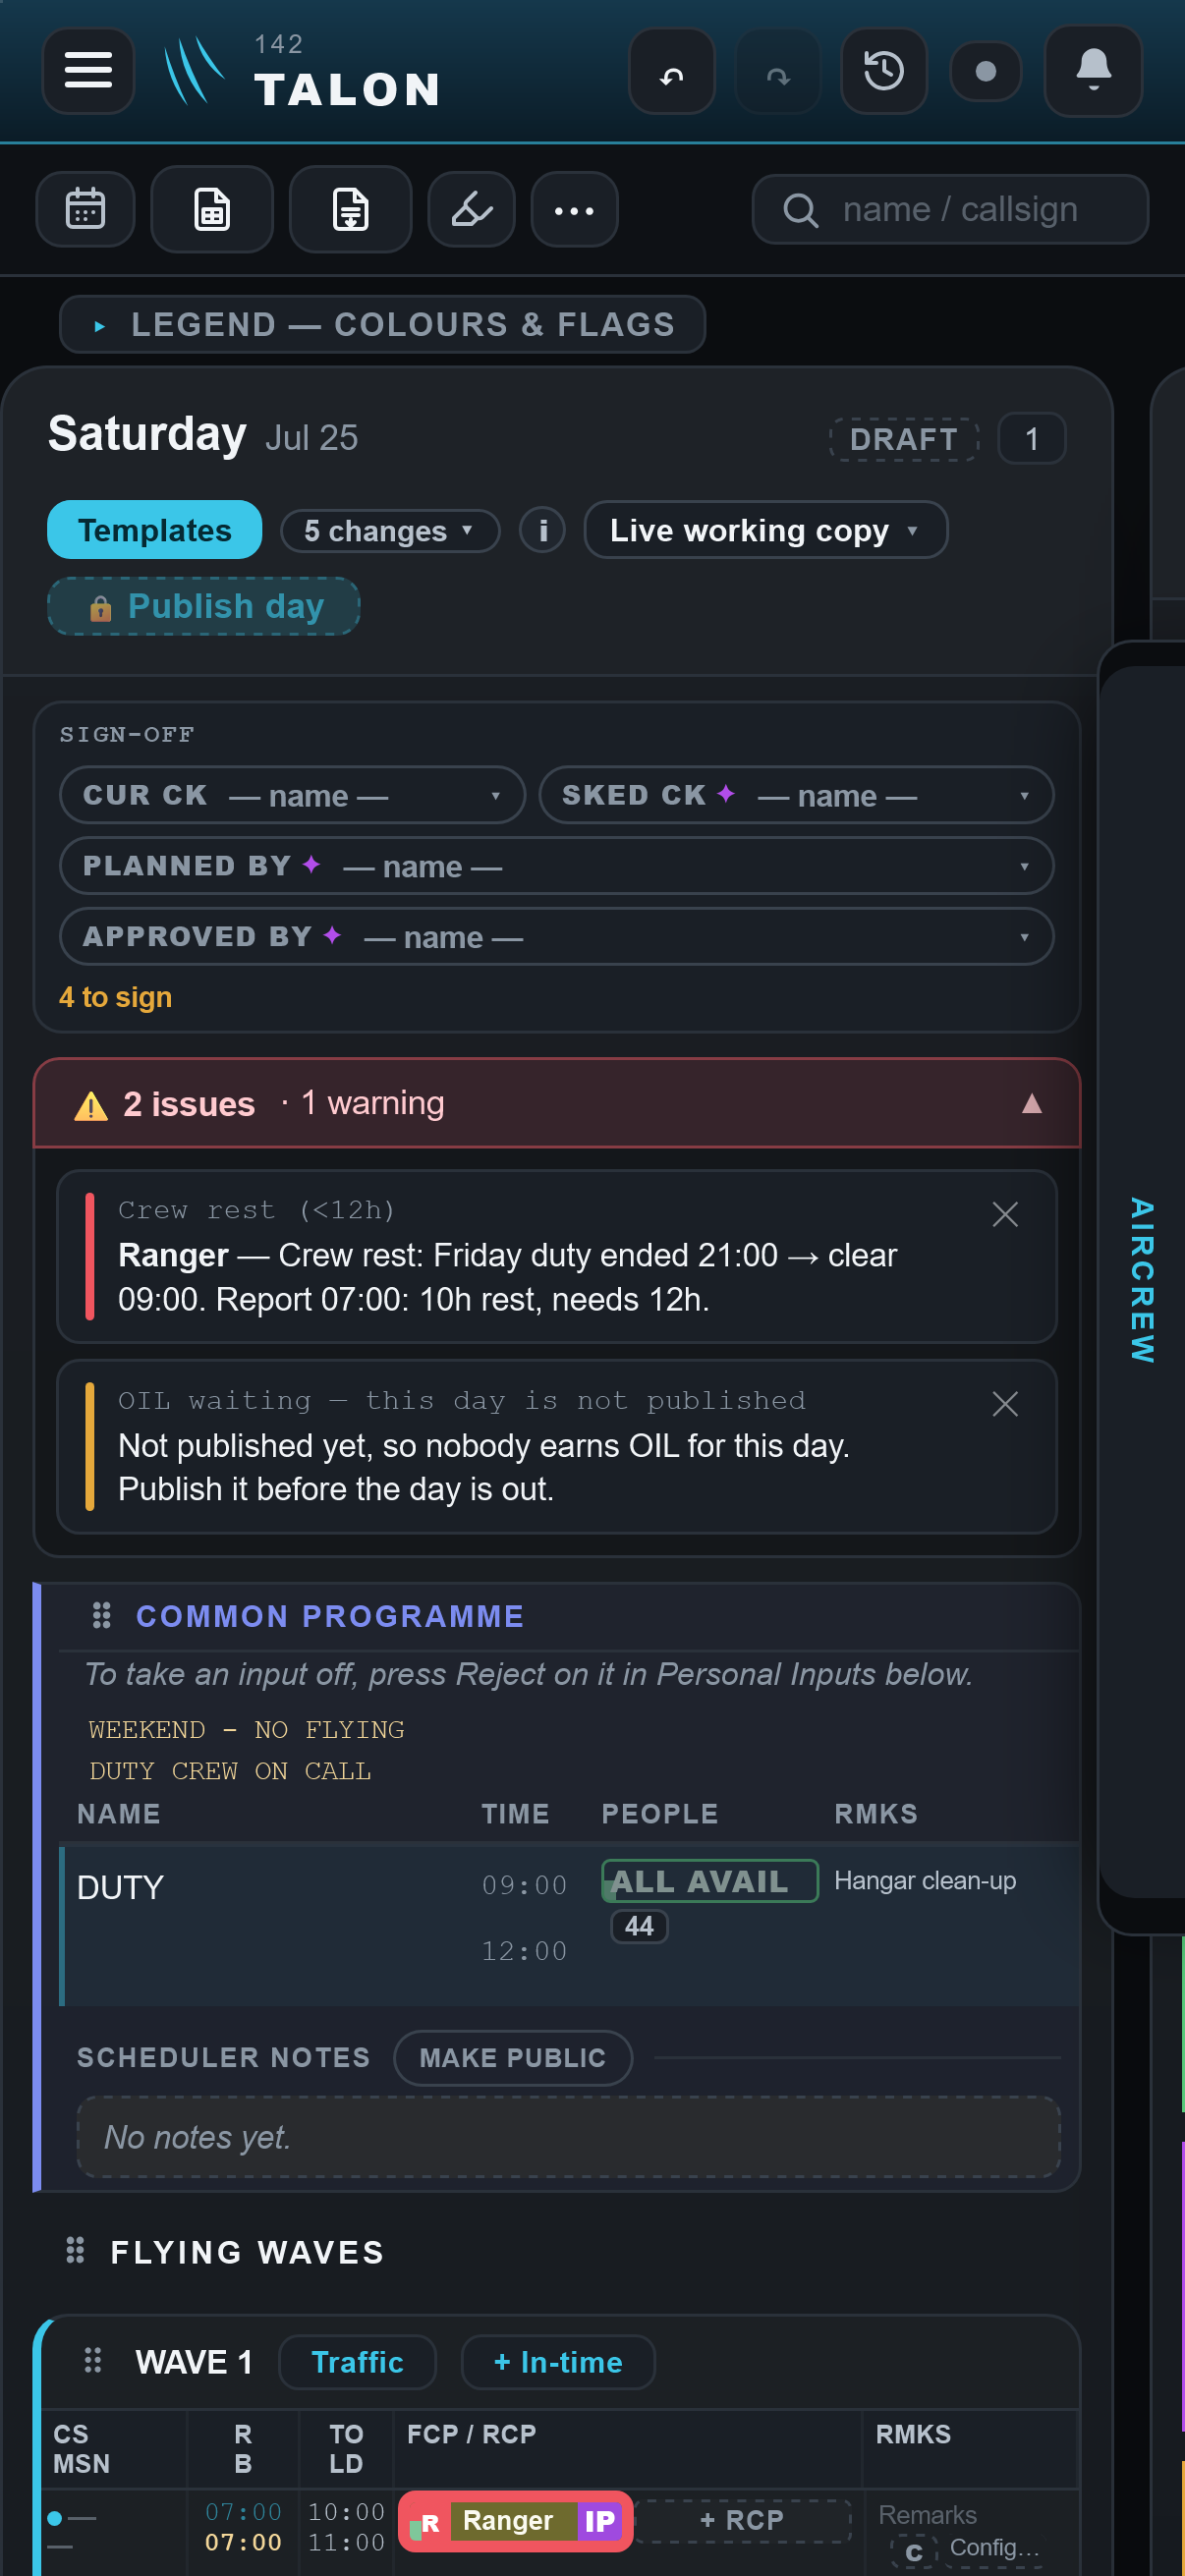 142
TALON
name / callsign
▸ LEGEND — COLOURS & FLAGS
Saturday Jul 25 DRAFT 1
Templates 5 changes ▾ i Live working copy ▾
Publish day
SIGN-OFF
CUR CK — name — ▾ SKED CK ✦ — name — ▾
PLANNED BY ✦ — name — ▾
APPROVED BY ✦ — name — ▾
4 to sign
⚠ 2 issues · 1 warning ▲
Crew rest (<12h)
Ranger — Crew rest: Friday duty ended 21:00 → clear
09:00. Report 07:00: 10h rest, needs 12h.
OIL waiting — this day is not published
Not published yet, so nobody earns OIL for this day.
Publish it before the day is out.
AIRCREW
COMMON PROGRAMME
To take an input off, press Reject on it in Personal Inputs below.
WEEKEND - NO FLYING
DUTY CREW ON CALL
NAME TIME PEOPLE RMKS
DUTY 09:00 ALL AVAIL Hangar clean-up
44
12:00
SCHEDULER NOTES MAKE PUBLIC
No notes yet.
FLYING WAVES
WAVE 1 Traffic + In-time
CS R TO FCP / RCP RMKS
MSN B LD
— 07:00 10:00 R Ranger IP + RCP Remarks
— 07:00 11:00 C Config…